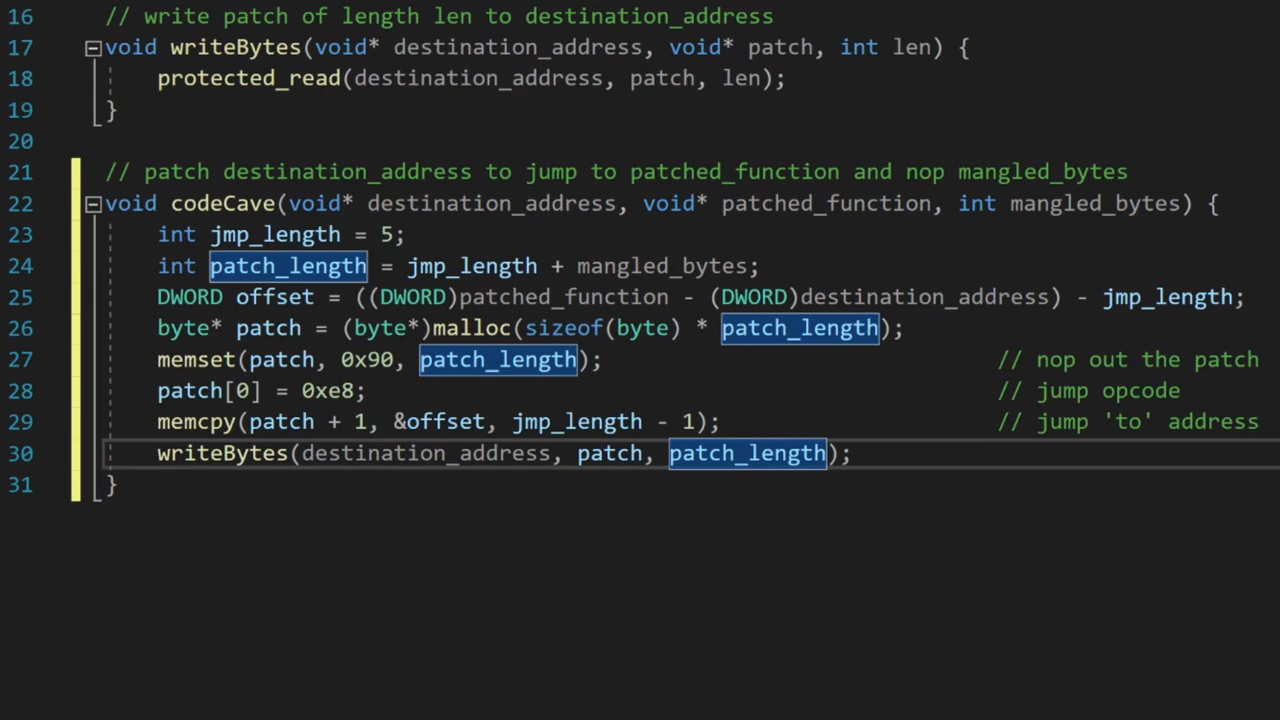 16 // write patch of length len to destination_address
17 void writeBytes(void* destination_address, void* patch, int len) {
18 protected_read(destination_address, patch, len);
19 }
20
21 // patch destination_address to jump to patched_function and nop mangled_bytes
22 void codeCave(void* destination_address, void* patched_function, int mangled_bytes) {
23 int jmp_length = 5;
24 int patch_length = jmp_length + mangled_bytes;
25 DWORD offset = ((DWORD)patched_function - (DWORD)destination_address) - jmp_length;
26 byte* patch = (byte*)malloc(sizeof(byte) * patch_length);
27 memset(patch, 0x90, patch_length); // nop out the patch
28 patch[0] = 0xe8; // jump opcode
29 memcpy(patch + 1, &offset, jmp_length - 1); // jump 'to' address
30 writeBytes(destination_address, patch, patch_length);
31 }